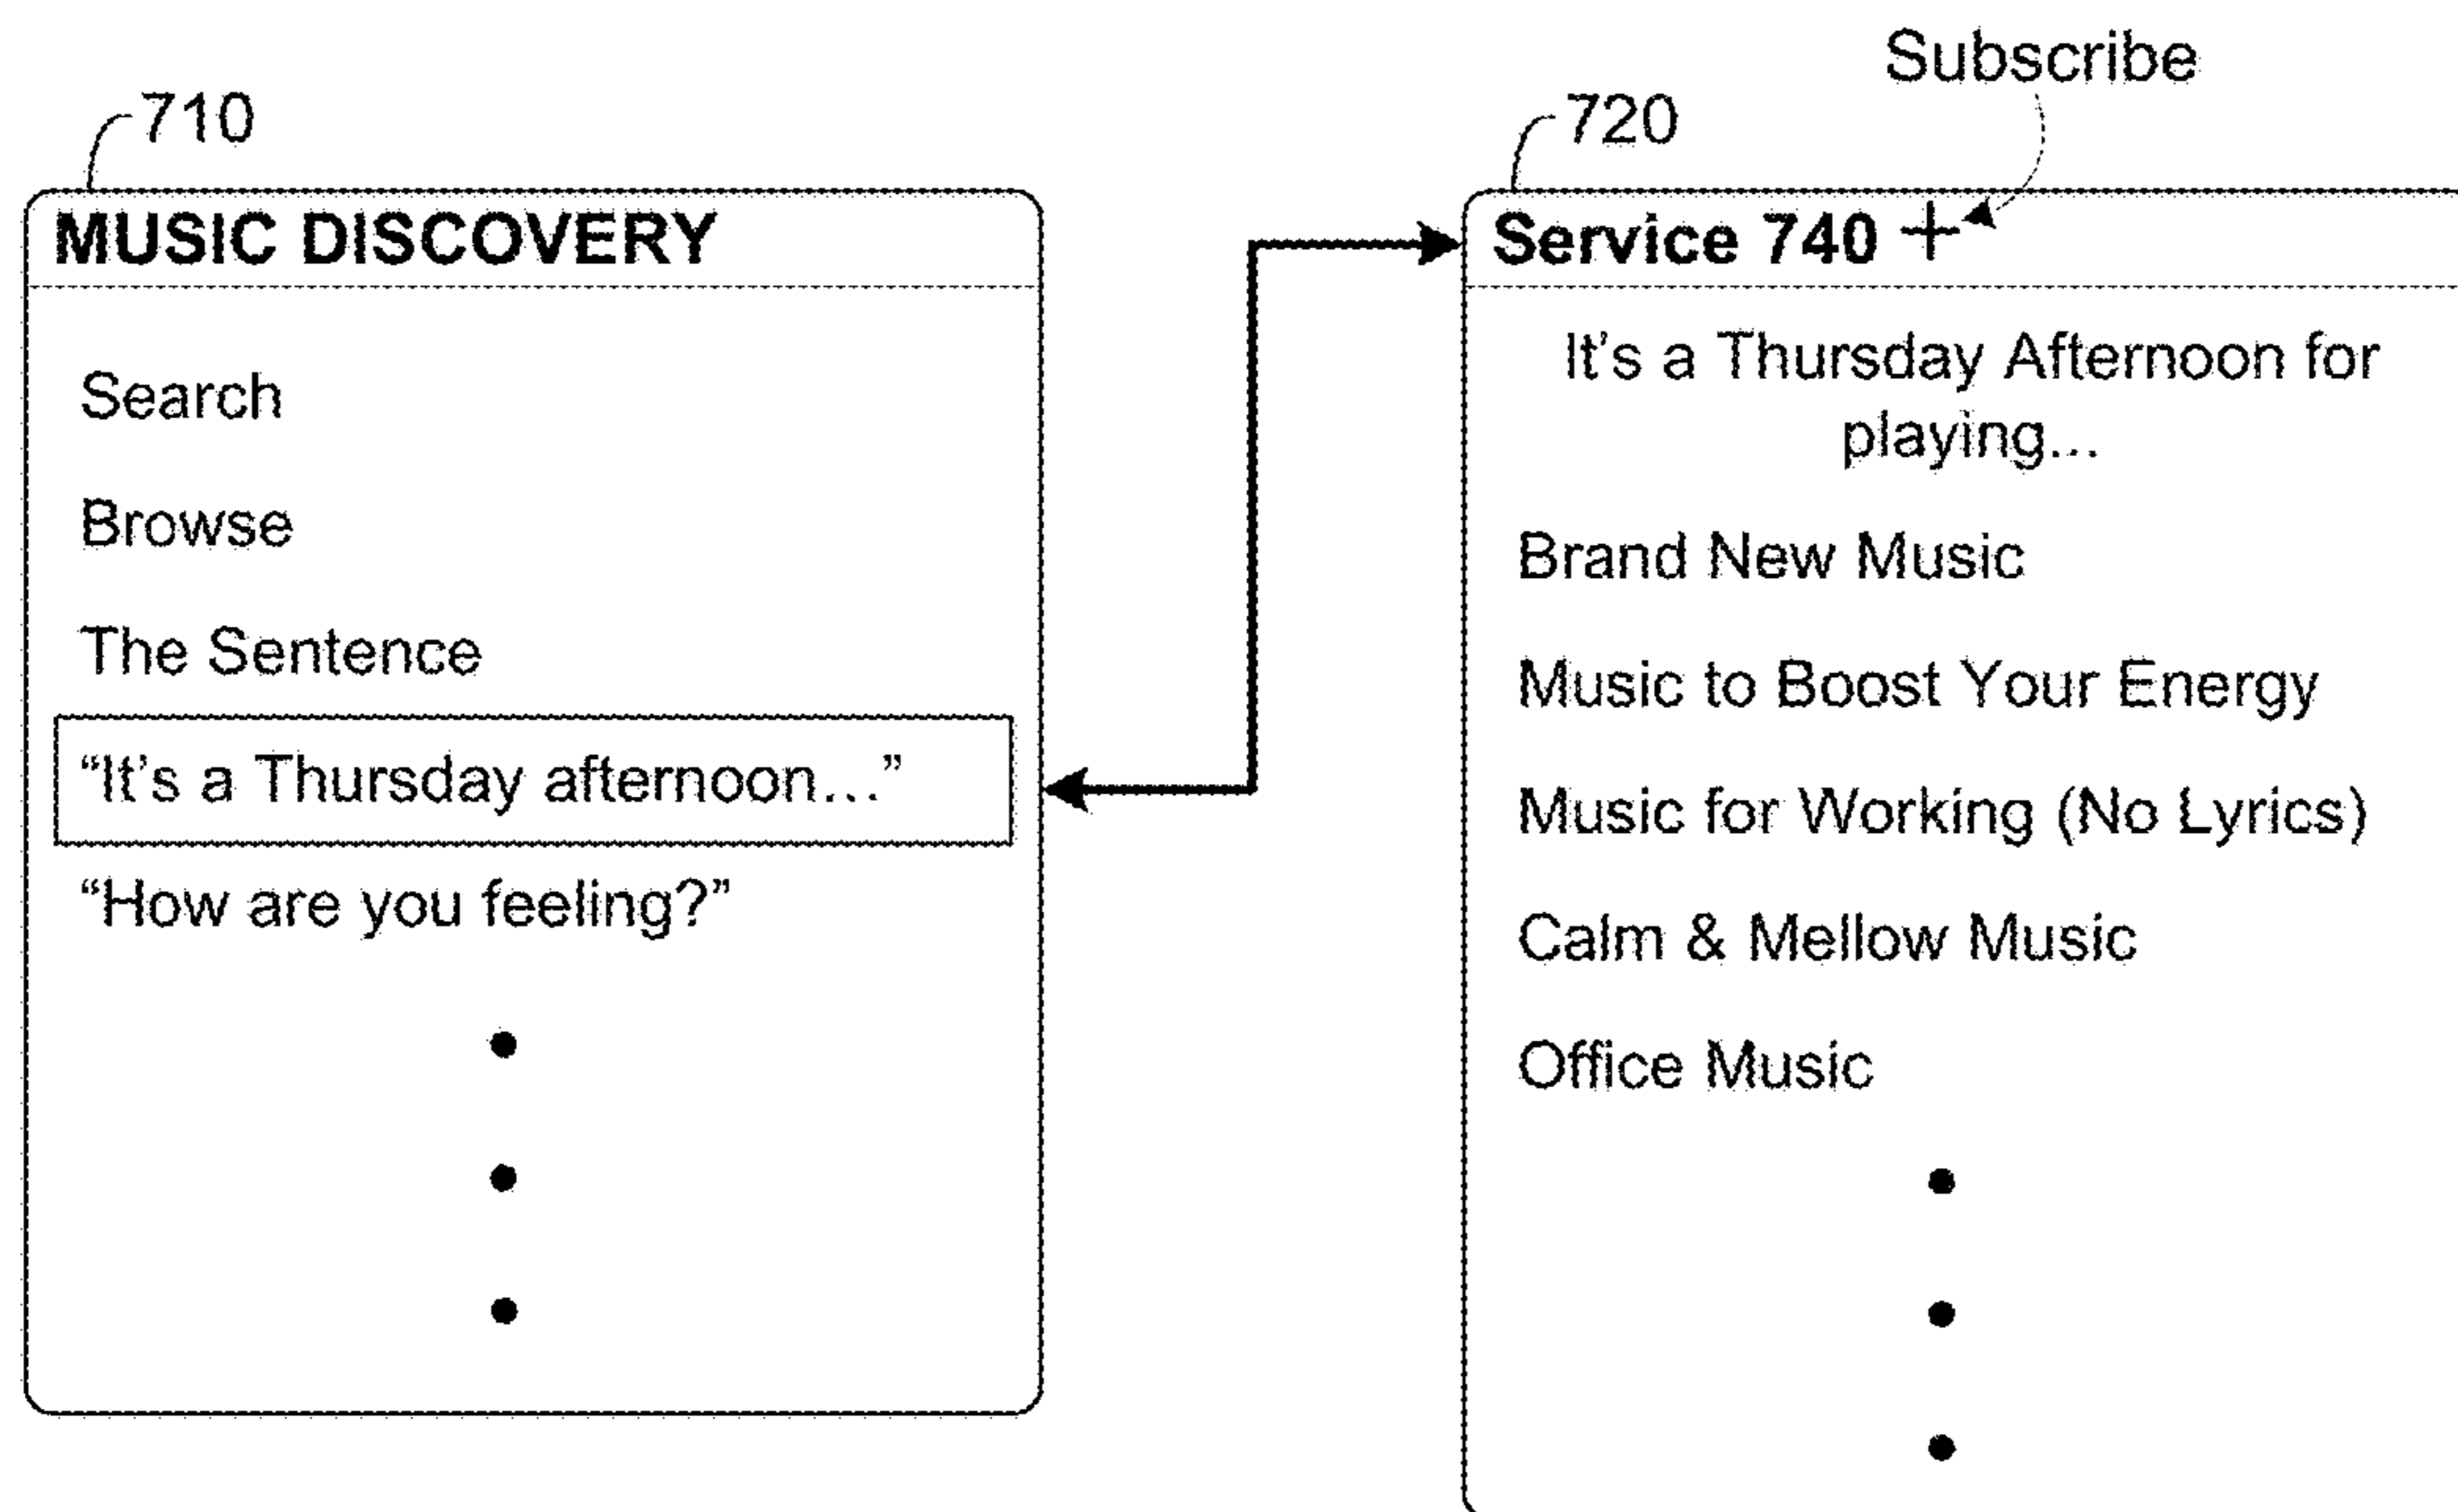 710
MUSIC DISCOVERY
Search
Browse
The Sentence
“It’s a Thursday afternoon...”
“How are you feeling?”
Subscribe
720
Service 740 +
It’s a Thursday Afternoon for
playing...
Brand New Music
Music to Boost Your Energy
Music for Working (No Lyrics)
Calm & Mellow Music
Office Music